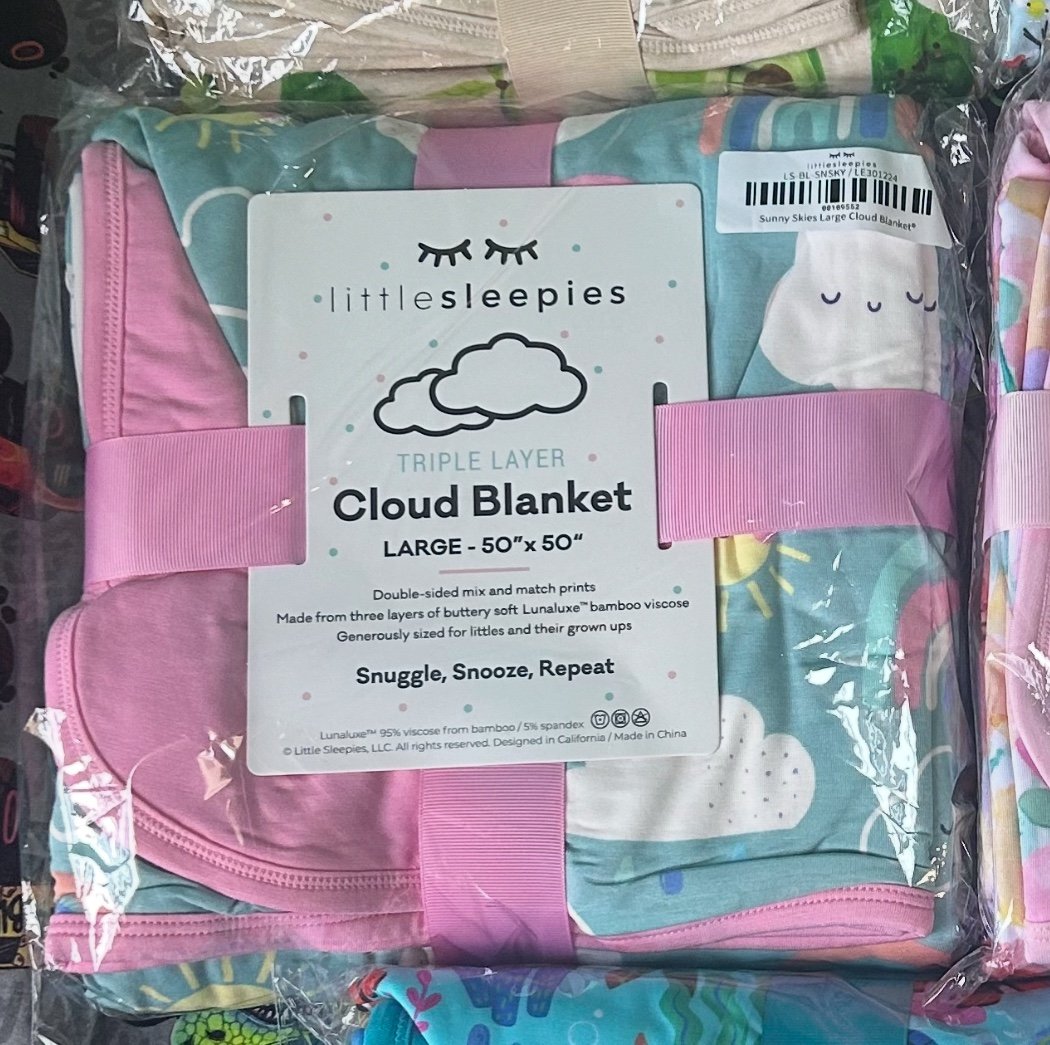 littlesleepies
LS-BL-SNSKY / LE301224
00169552
Sunny Skies Large Cloud Blanket®
littlesleepies
TRIPLE LAYER
Cloud Blanket
LARGE - 50"x 50"
Double-sided mix and match prints
Made from three layers of buttery soft Lunaluxe™ bamboo viscose
Generously sized for littles and their grown ups
Snuggle, Snooze, Repeat
Lunaluxe™ 95% viscose from bamboo / 5% spandex
© Little Sleepies, LLC. All rights reserved. Designed in California / Made in China